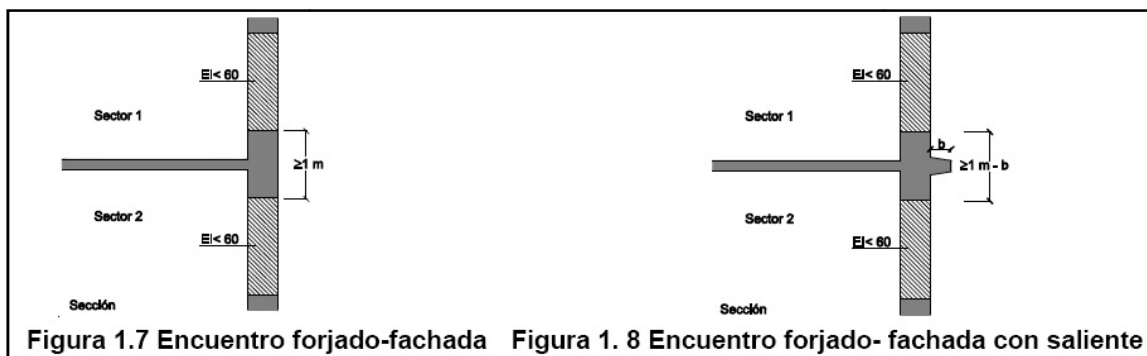 EI< 60
Sector 1
≥1 m
Sector 2
EI< 60
Sección
Figura 1.7 Encuentro forjado-fachada
EI< 60
Sector 1
b
≥1 m - b
Sector 2
EI< 60
Sección
Figura 1. 8 Encuentro forjado- fachada con saliente